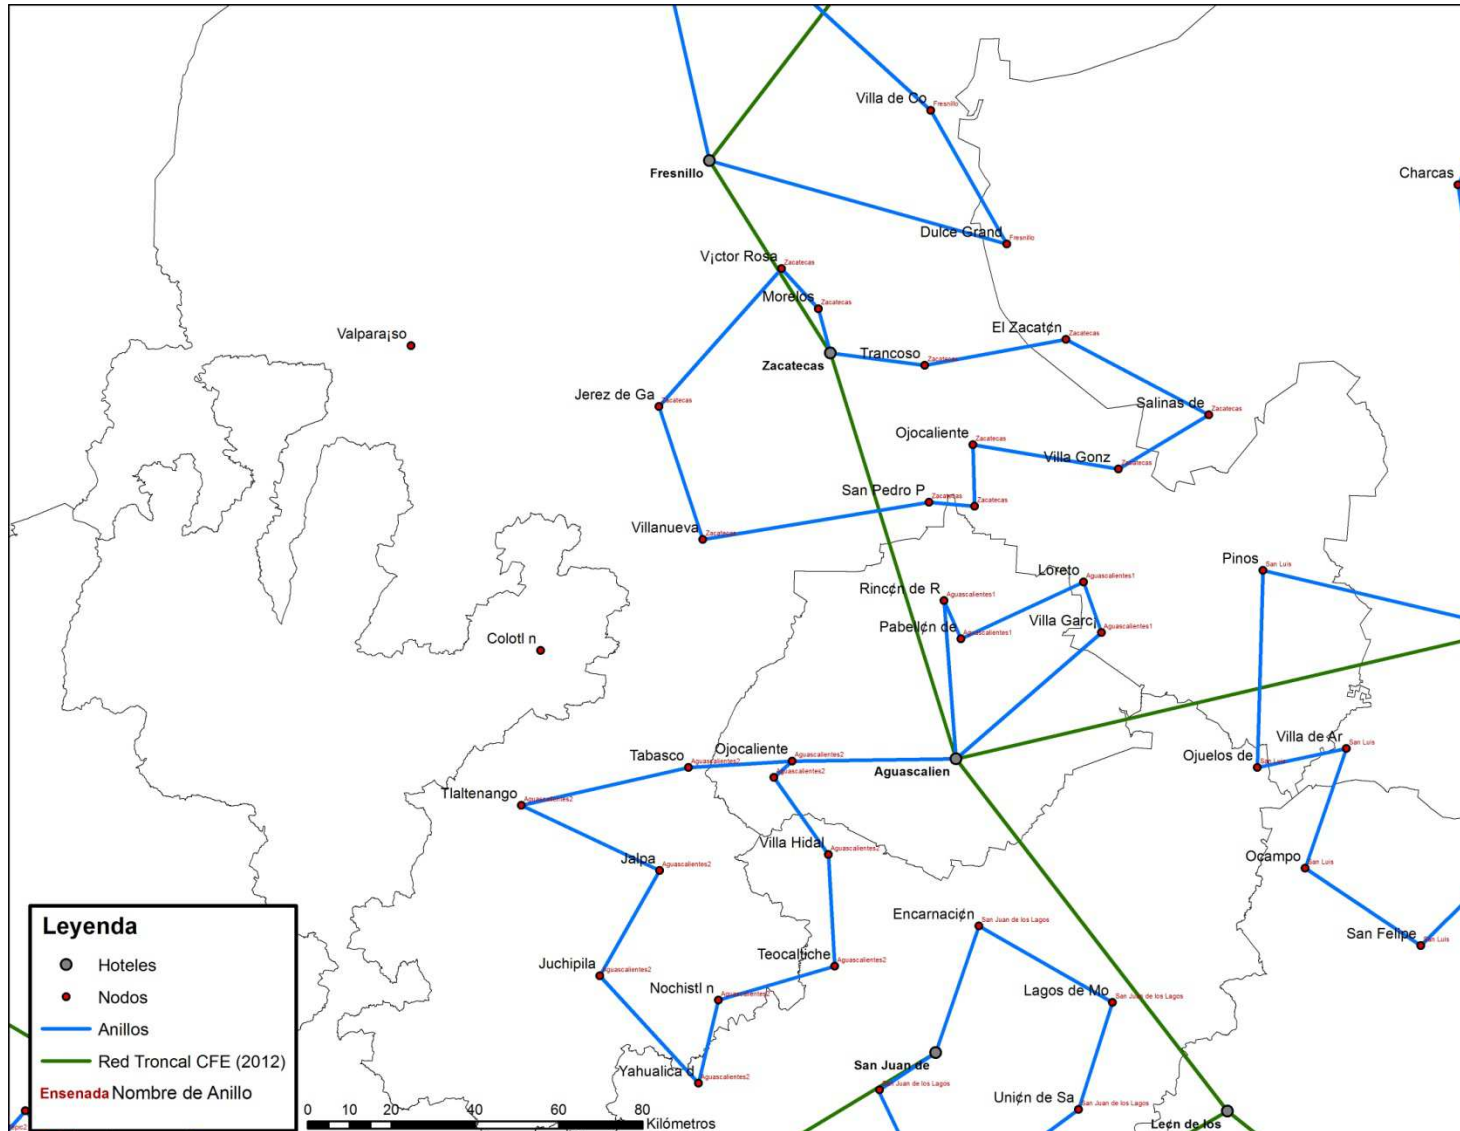 Villa de Co
Fresnillo
Fresnillo
Charcas
Dulce Grand
Fresnillo
V¡ctor Rosa
Zacatecas
Morelos
Zacatecas
El Zacat¢n
Zacatecas
Valpara¡so
Trancoso
Zacatecas
Zacatecas
Jerez de Ga
Zacatecas
Salinas de
Zacatecas
Ojocaliente
Zacatecas
Villa Gonz
Zacatecas
San Pedro P
Zacatecas
Zacatecas
Villanueva
Zacatecas
Pinos
San Luis
Loreto
Aguascalientes1
Rinc¢n de R
Aguascalientes1
Pabell¢n de
Aguascalientes1
Villa Garc¡
Aguascalientes1
Colotl n
Villa de Ar
San Luis
Ojuelos de
San Luis
Tabasco
Aguascalientes2
Ojocaliente
Aguascalientes2
Aguascalientes2
Aguascalien
Tlaltenango
Aguascalientes2
Villa Hidal
Aguascalientes2
Jalpa
Aguascalientes2
Ocampo
San Luis
Encarnaci¢n
San Juan de los Lagos
San Felipe
San Luis
Teocaltiche
Aguascalientes2
Juchipila
Aguascalientes2
Nochistl n
Aguascalientes2
Lagos de Mo
San Juan de los Lagos
San Juan de
San Juan de los Lagos
Yahualica d
Aguascalientes2
Uni¢n de Sa
San Juan de los Lagos
Le¢n de los
Leyenda
Hoteles
Nodos
Anillos
Red Troncal CFE (2012)
Ensenada Nombre de Anillo
0 10 20 40 60 80
Kilómetros